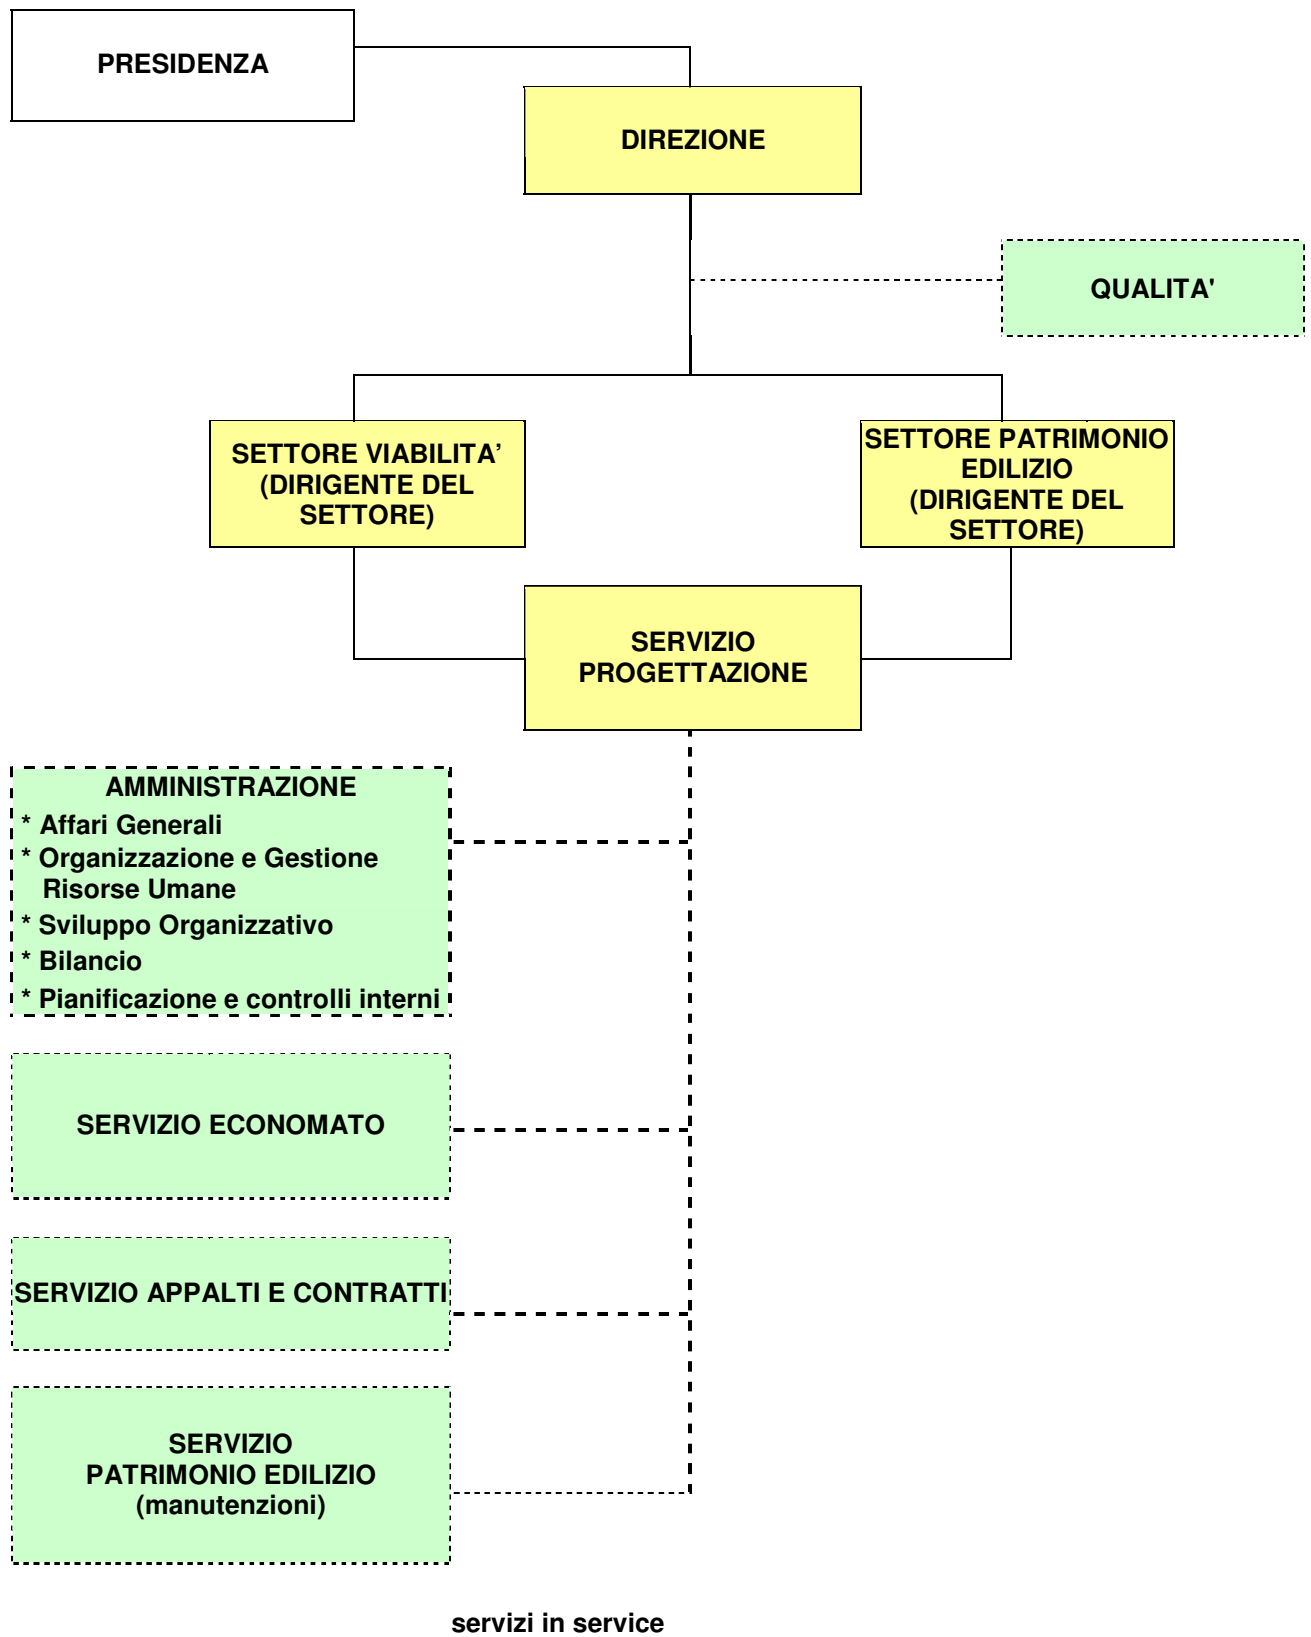 PRESIDENZA
DIREZIONE
QUALITA'
SETTORE VIABILITA’
(DIRIGENTE DEL
SETTORE)
SETTORE PATRIMONIO
EDILIZIO
(DIRIGENTE DEL
SETTORE)
SERVIZIO
PROGETTAZIONE
AMMINISTRAZIONE
* Affari Generali
* Organizzazione e Gestione
Risorse Umane
* Sviluppo Organizzativo
* Bilancio
* Pianificazione e controlli interni
SERVIZIO ECONOMATO
SERVIZIO APPALTI E CONTRATTI
SERVIZIO
PATRIMONIO EDILIZIO
(manutenzioni)
servizi in service